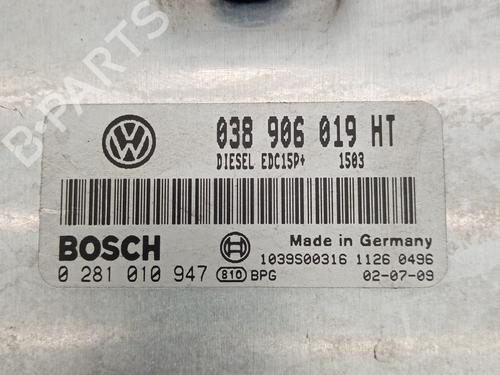 038 906 019 HT
DIESEL EDC15P+ 1503
BOSCH
Made in Germany
1039S00316 1126 0496
0 281 010 947 810 BPG 02-07-09
B-PARTS